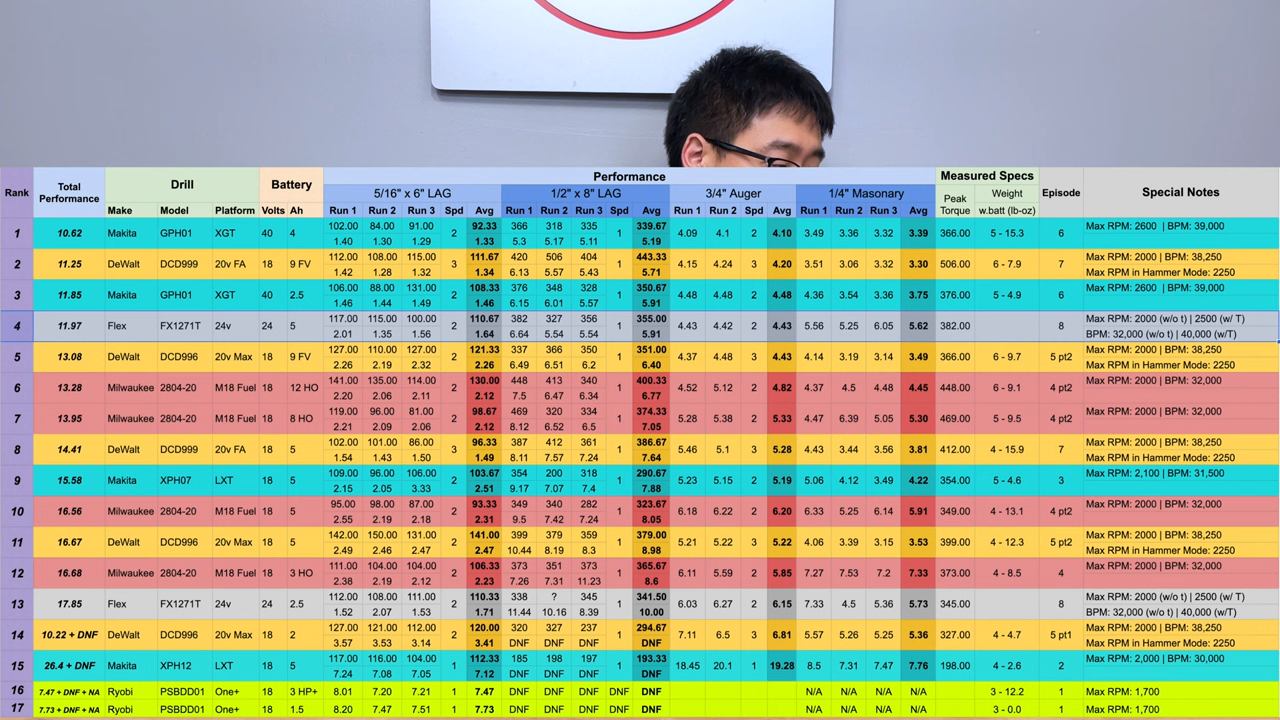 Performance
Measured Specs
Rank
Total Performance
Drill
Battery
5/16" x 6" LAG
1/2" x 8" LAG
3/4" Auger
1/4" Masonary
Peak Torque
Weight
Episode
Special Notes
Make Model Platform Volts Ah Run 1 Run 2 Run 3 Spd Avg Run 1 Run 2 Run 3 Spd Avg Run 1 Run 2 Spd Avg Run 1 Run 2 Run 3 Avg w.batt (lb-oz)
1 10.62 Makita GPH01 XGT 40 4 102.00 84.00 91.00 2 92.33 366 318 335 1 339.67 4.09 4.1 2 4.10 3.49 3.36 3.32 3.39 366.00 5 - 15.3 6 Max RPM: 2600 | BPM: 39,000
1.40 1.30 1.29 1.33 5.3 5.17 5.11 5.19
2 11.25 DeWalt DCD999 20v FA 18 9 FV 112.00 108.00 115.00 3 111.67 420 506 404 1 443.33 4.15 4.24 3 4.20 3.51 3.06 3.32 3.30 506.00 6 - 7.9 7 Max RPM: 2000 | BPM: 38,250
1.42 1.28 1.32 1.34 6.13 5.57 5.43 5.71 Max RPM in Hammer Mode: 2250
3 11.85 Makita GPH01 XGT 40 2.5 106.00 88.00 131.00 2 108.33 376 348 328 1 350.67 4.48 4.48 2 4.48 4.36 3.54 3.36 3.75 376.00 5 - 4.9 6 Max RPM: 2600 | BPM: 39,000
1.46 1.44 1.49 1.46 6.15 6.01 5.57 5.91
4 11.97 Flex FX1271T 24v 24 5 117.00 115.00 100.00 2 110.67 382 327 356 1 355.00 4.43 4.42 2 4.43 5.56 5.25 6.05 5.62 382.00 8 Max RPM: 2000 (w/o t) | 2500 (w/ T)
2.01 1.35 1.56 1.64 6.64 5.54 5.54 5.91 BPM: 32,000 (w/o t) | 40,000 (w/T)
5 13.08 DeWalt DCD996 20v Max 18 9 FV 127.00 110.00 127.00 2 121.33 337 366 350 1 351.00 4.37 4.48 3 4.43 4.14 3.19 3.14 3.49 366.00 6 - 9.7 5 pt2 Max RPM: 2000 | BPM: 38,250
2.26 2.19 2.32 2.26 6.49 6.51 6.2 6.40 Max RPM in Hammer Mode: 2250
6 13.28 Milwaukee 2804-20 M18 Fuel 18 12 HO 141.00 135.00 114.00 2 130.00 448 413 340 1 400.33 4.52 5.12 2 4.82 4.37 4.5 4.48 4.45 448.00 6 - 9.1 4 pt2 Max RPM: 2000 | BPM: 32,000
2.20 2.06 2.11 2.12 7.5 6.47 6.34 6.77
7 13.95 Milwaukee 2804-20 M18 Fuel 18 8 HO 119.00 96.00 81.00 2 98.67 469 320 334 1 374.33 5.28 5.38 2 5.33 4.47 6.39 5.05 5.30 469.00 5 - 9.5 4 pt2 Max RPM: 2000 | BPM: 32,000
2.21 2.09 2.06 2.12 8.12 6.52 6.5 7.05
8 14.41 DeWalt DCD999 20v FA 18 5 102.00 101.00 86.00 3 96.33 387 412 361 1 386.67 5.46 5.1 3 5.28 4.43 3.44 3.56 3.81 412.00 4 - 15.9 7 Max RPM: 2000 | BPM: 38,250
1.54 1.43 1.50 1.49 8.11 7.57 7.24 7.64 Max RPM in Hammer Mode: 2250
9 15.58 Makita XPH07 LXT 18 5 109.00 96.00 106.00 2 103.67 354 200 318 1 290.67 5.23 5.15 2 5.19 5.06 4.12 3.49 4.22 354.00 5 - 4.6 3 Max RPM: 2,100 | BPM: 31,500
2.15 2.05 3.33 2.51 9.17 7.07 7.4 7.88
10 16.56 Milwaukee 2804-20 M18 Fuel 18 5 95.00 98.00 87.00 2 93.33 349 340 282 1 323.67 6.18 6.22 2 6.20 6.33 5.25 6.14 5.91 349.00 4 - 13.1 4 pt2 Max RPM: 2000 | BPM: 32,000
2.55 2.19 2.18 2.31 9.5 7.42 7.24 8.05
11 16.67 DeWalt DCD996 20v Max 18 5 142.00 150.00 131.00 2 141.00 399 379 359 1 379.00 5.21 5.22 3 5.22 4.06 3.39 3.15 3.53 399.00 4 - 12.3 5 pt2 Max RPM: 2000 | BPM: 38,250
2.49 2.46 2.47 2.47 10.44 8.19 8.3 8.98 Max RPM in Hammer Mode: 2250
12 16.68 Milwaukee 2804-20 M18 Fuel 18 3 HO 111.00 104.00 104.00 2 106.33 373 351 373 1 365.67 6.11 5.59 2 5.85 7.27 7.53 7.2 7.33 373.00 4 - 8.5 4 Max RPM: 2000 | BPM: 32,000
2.38 2.19 2.12 2.23 7.26 7.31 11.23 8.6
13 17.85 Flex FX1271T 24v 24 2.5 112.00 108.00 111.00 2 110.33 338 ? 345 1 341.50 6.03 6.27 2 6.15 7.33 4.5 5.36 5.73 345.00 8 Max RPM: 2000 (w/o t) | 2500 (w/ T)
1.52 2.07 1.53 1.71 11.44 10.16 8.39 10.00 BPM: 32,000 (w/o t) | 40,000 (w/T)
14 10.22 + DNF DeWalt DCD996 20v Max 18 2 127.00 121.00 112.00 2 120.00 320 327 237 1 294.67 7.11 6.5 3 6.81 5.57 5.26 5.25 5.36 327.00 4 - 4.7 5 pt1 Max RPM: 2000 | BPM: 38,250
3.57 3.53 3.14 3.41 DNF DNF DNF DNF Max RPM in Hammer Mode: 2250
15 26.4 + DNF Makita XPH12 LXT 18 5 117.00 116.00 104.00 1 112.33 185 198 197 1 193.33 18.45 20.1 1 19.28 8.5 7.31 7.47 7.76 198.00 4 - 2.6 2 Max RPM: 2,000 | BPM: 30,000
7.24 7.08 7.05 7.12 DNF DNF DNF DNF
16 7.47 + DNF + NA Ryobi PSBDD01 One+ 18 3 HP+ 8.01 7.20 7.21 1 7.47 DNF DNF DNF DNF DNF N/A N/A N/A N/A 3 - 12.2 1 Max RPM: 1,700
17 7.73 + DNF + NA Ryobi PSBDD01 One+ 18 1.5 8.20 7.47 7.51 1 7.73 DNF DNF DNF DNF DNF N/A N/A N/A N/A 3 - 0.0 1 Max RPM: 1,700